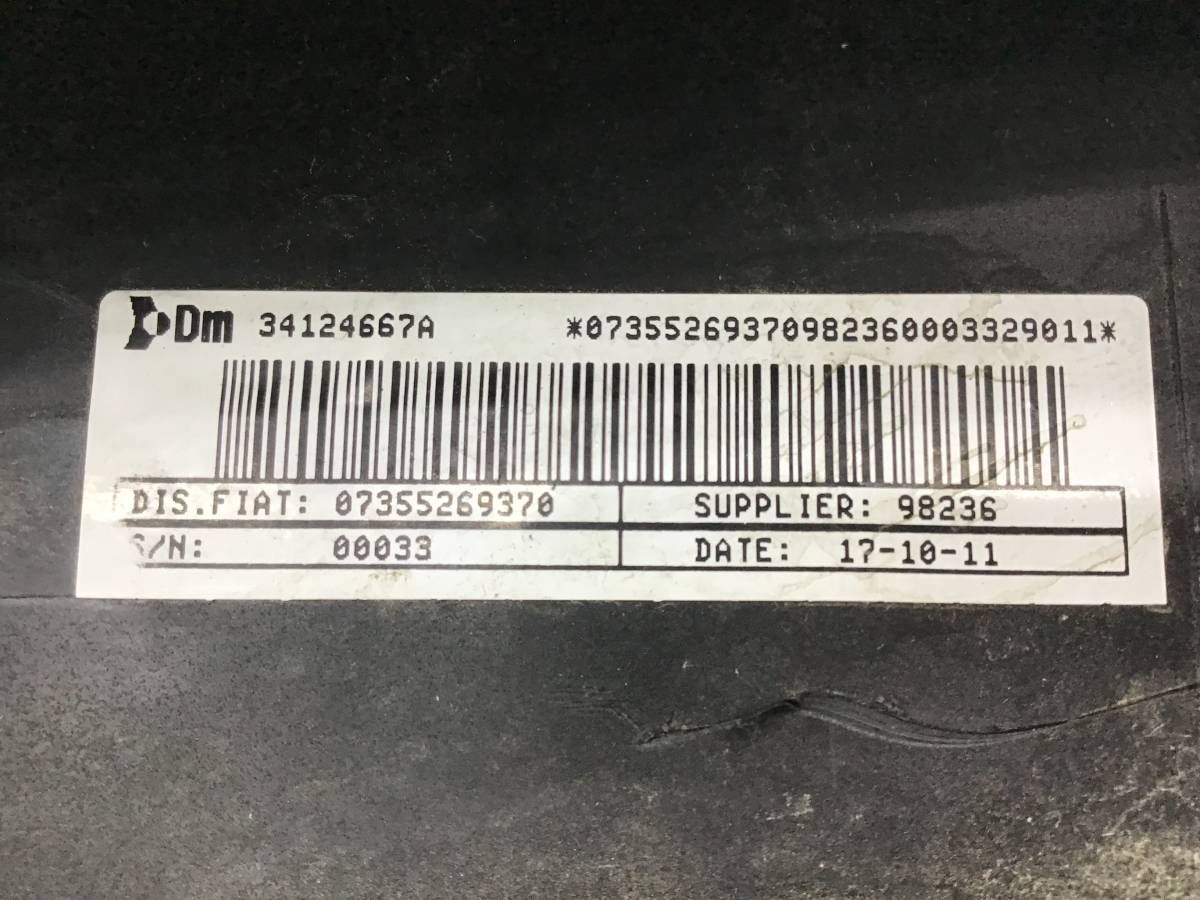 Dm 34124667A *07355269370982360003329011*
DIS.FIAT: 07355269370 SUPPLIER: 98236
S/N: 00033 DATE: 17-10-11